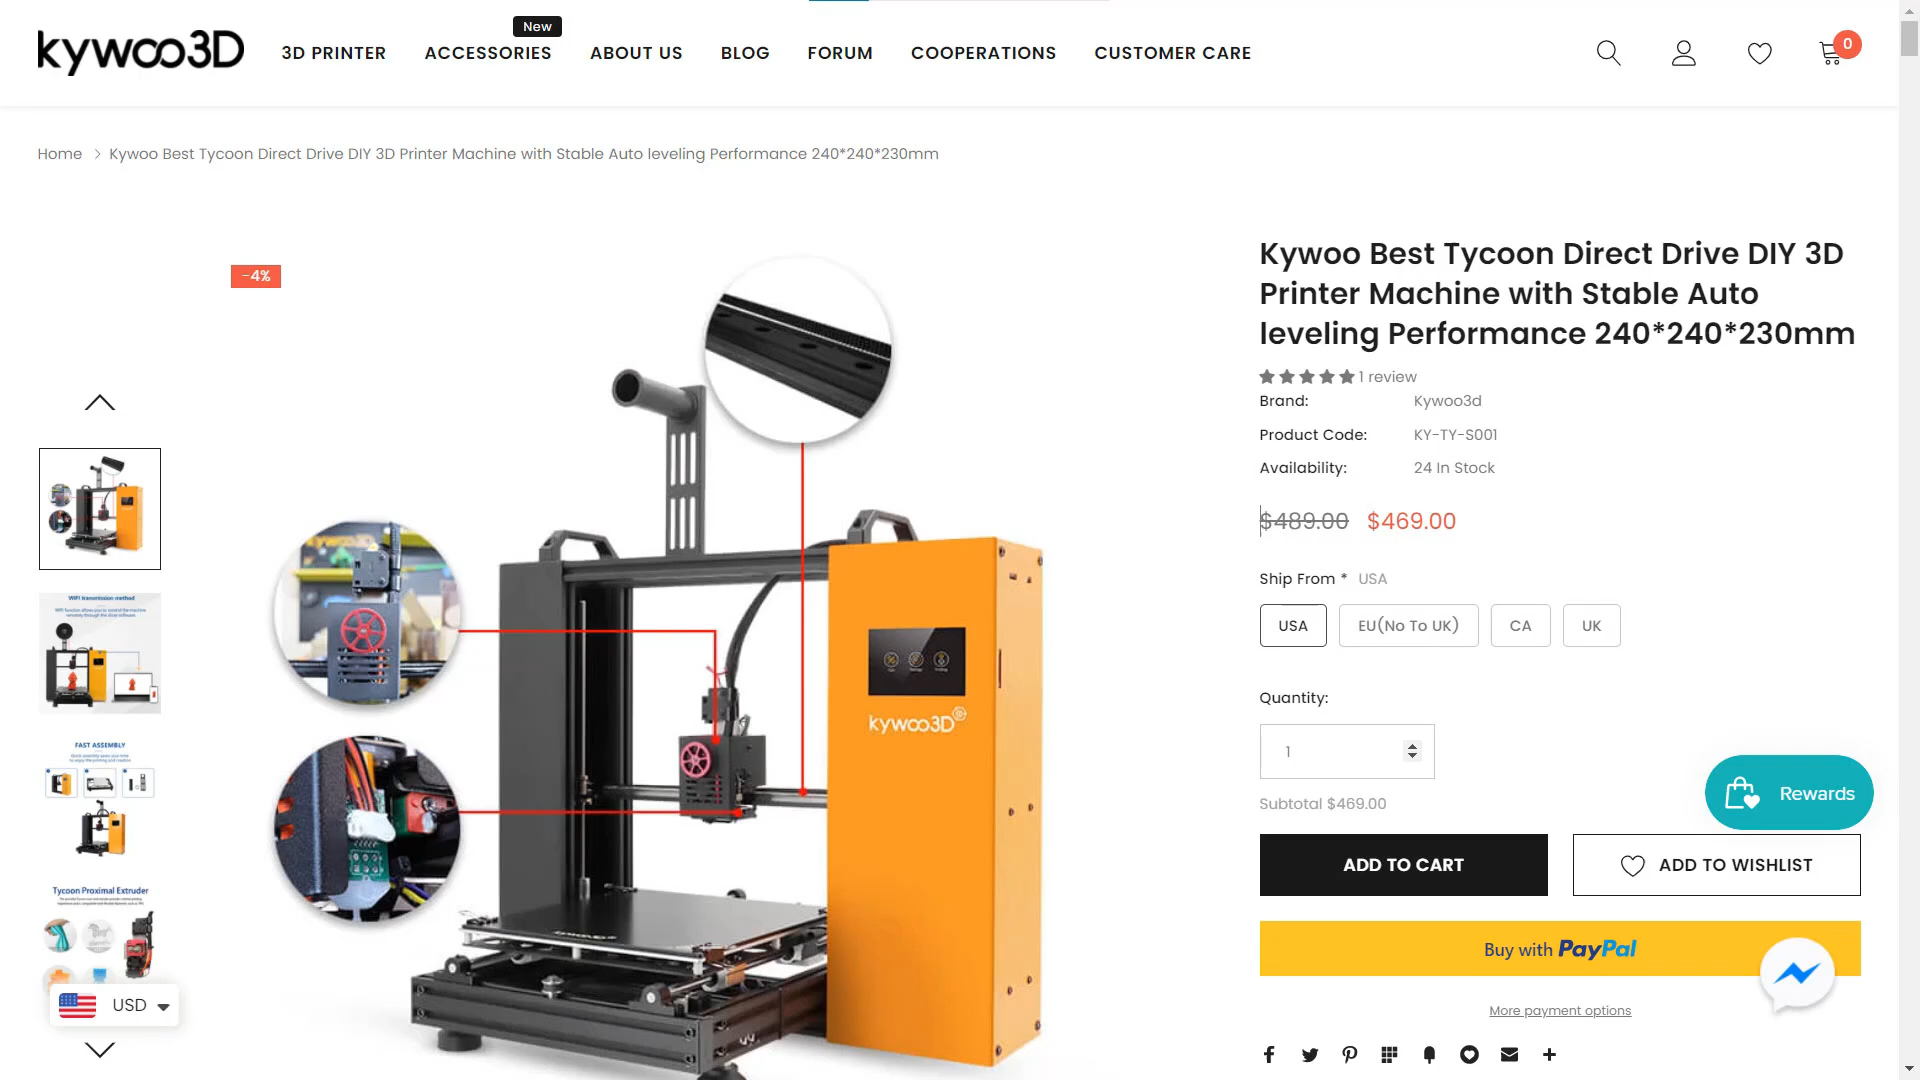 New
kywoo3D
3D PRINTER
ACCESSORIES
ABOUT US
BLOG
FORUM
COOPERATIONS
CUSTOMER CARE
0
Home
Kywoo Best Tycoon Direct Drive DIY 3D Printer Machine with Stable Auto leveling Performance 240*240*230mm
-4%
kywoo3D
WIFI transmission method
FAST ASSEMBLY
Tycoon Proximal Extruder
USD
Kywoo Best Tycoon Direct Drive DIY 3D
Printer Machine with Stable Auto
leveling Performance 240*240*230mm
1 review
Brand: Kywoo3d
Product Code: KY-TY-S001
Availability: 24 In Stock
$489.00 $469.00
Ship From * USA
USA
EU(No To UK)
CA
UK
Quantity:
1
Subtotal $469.00
Rewards
ADD TO CART
ADD TO WISHLIST
Buy with PayPal
More payment options